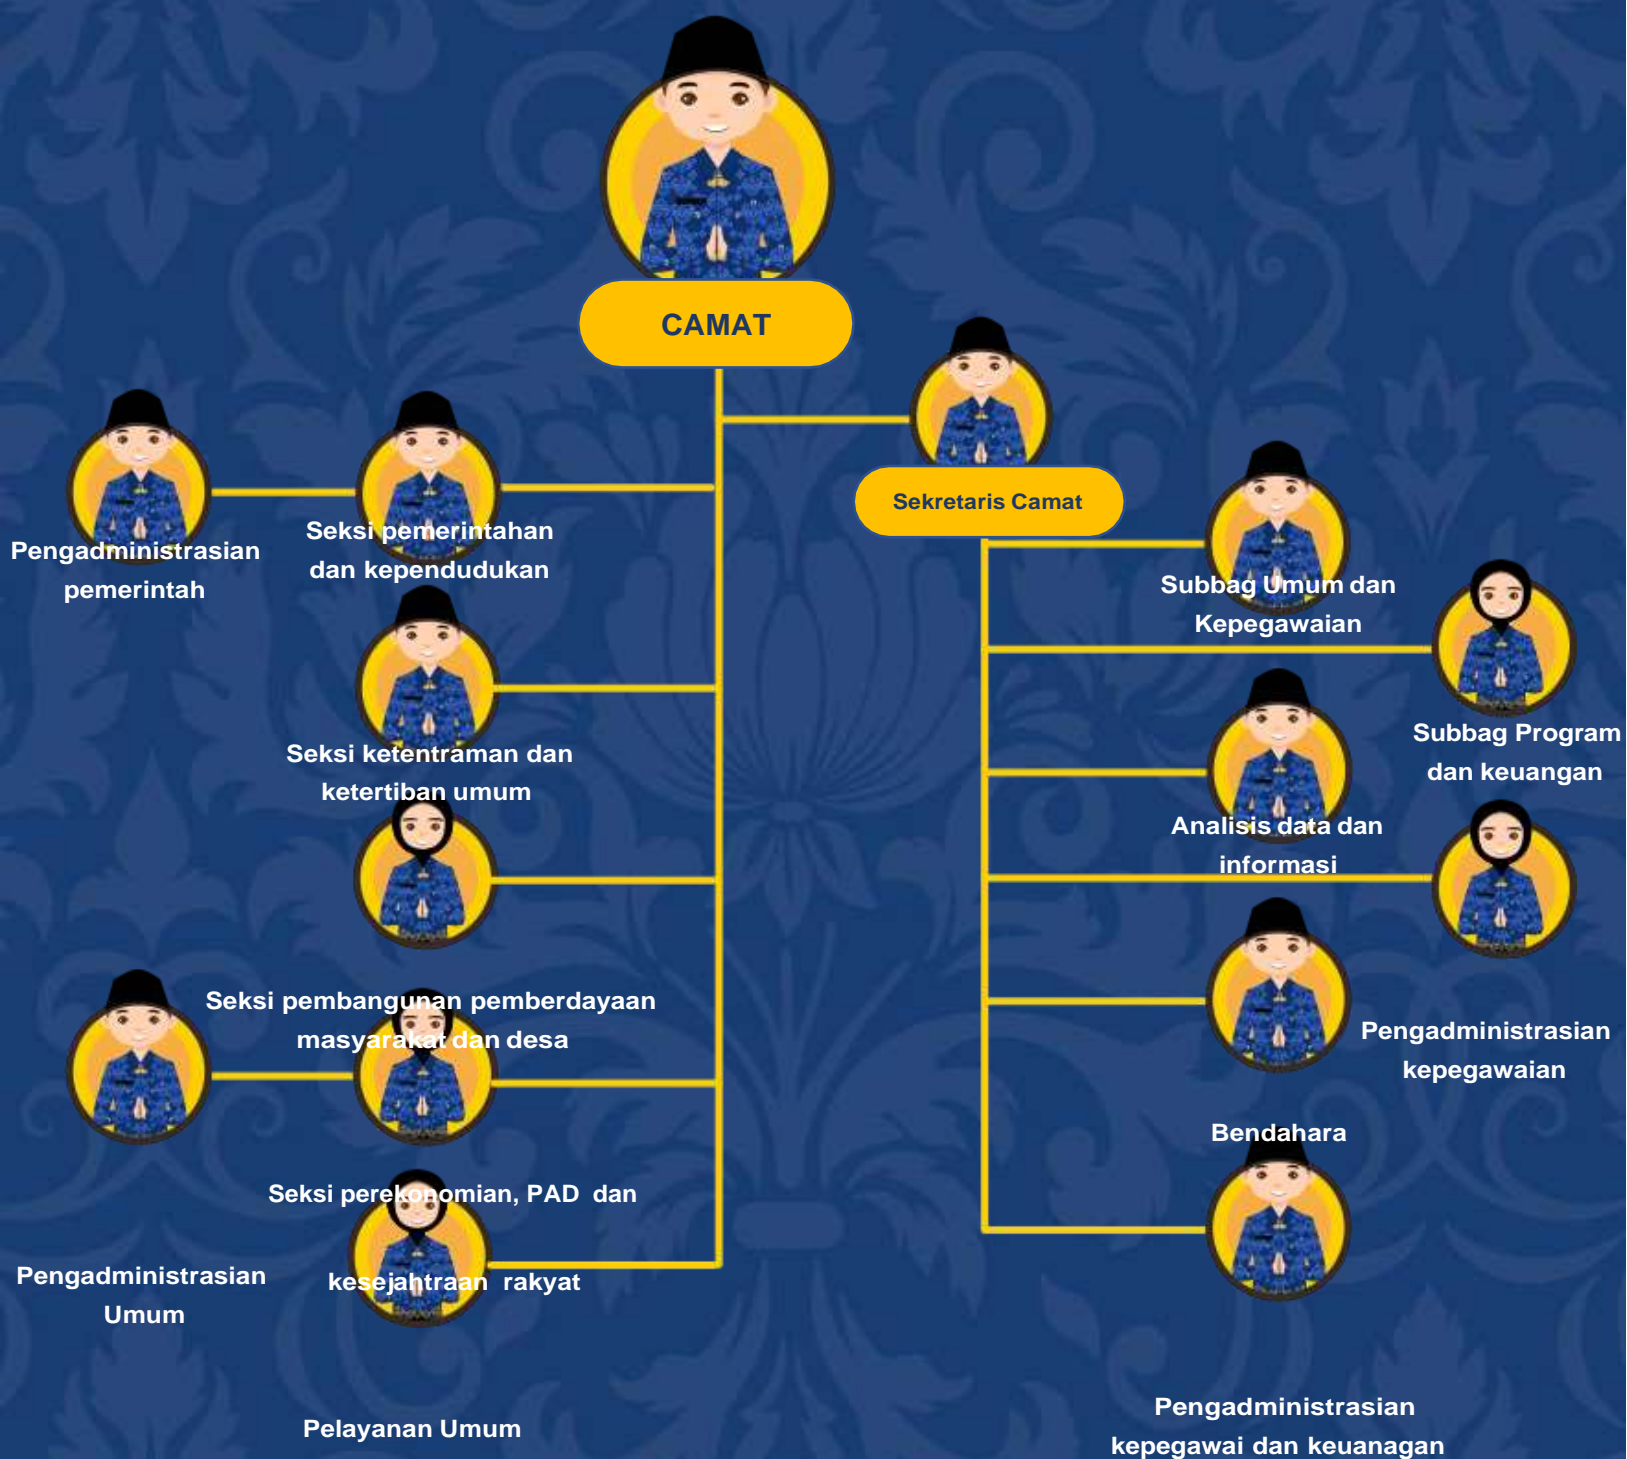 CAMAT
Sekretaris Camat
Pengadministrasian
pemerintah
Seksi pemerintahan
dan kependudukan
Subbag Umum dan
Kepegawaian
Seksi ketentraman dan
ketertiban umum
Subbag Program
dan keuangan
Analisis data dan
informasi
Seksi pembangunan pemberdayaan
masyarakat dan desa
Pengadministrasian
kepegawaian
Bendahara
Seksi perekonomian, PAD dan
kesejahtraan rakyat
Pengadministrasian
Umum
Pelayanan Umum
Pengadministrasian
kepegawai dan keuanagan